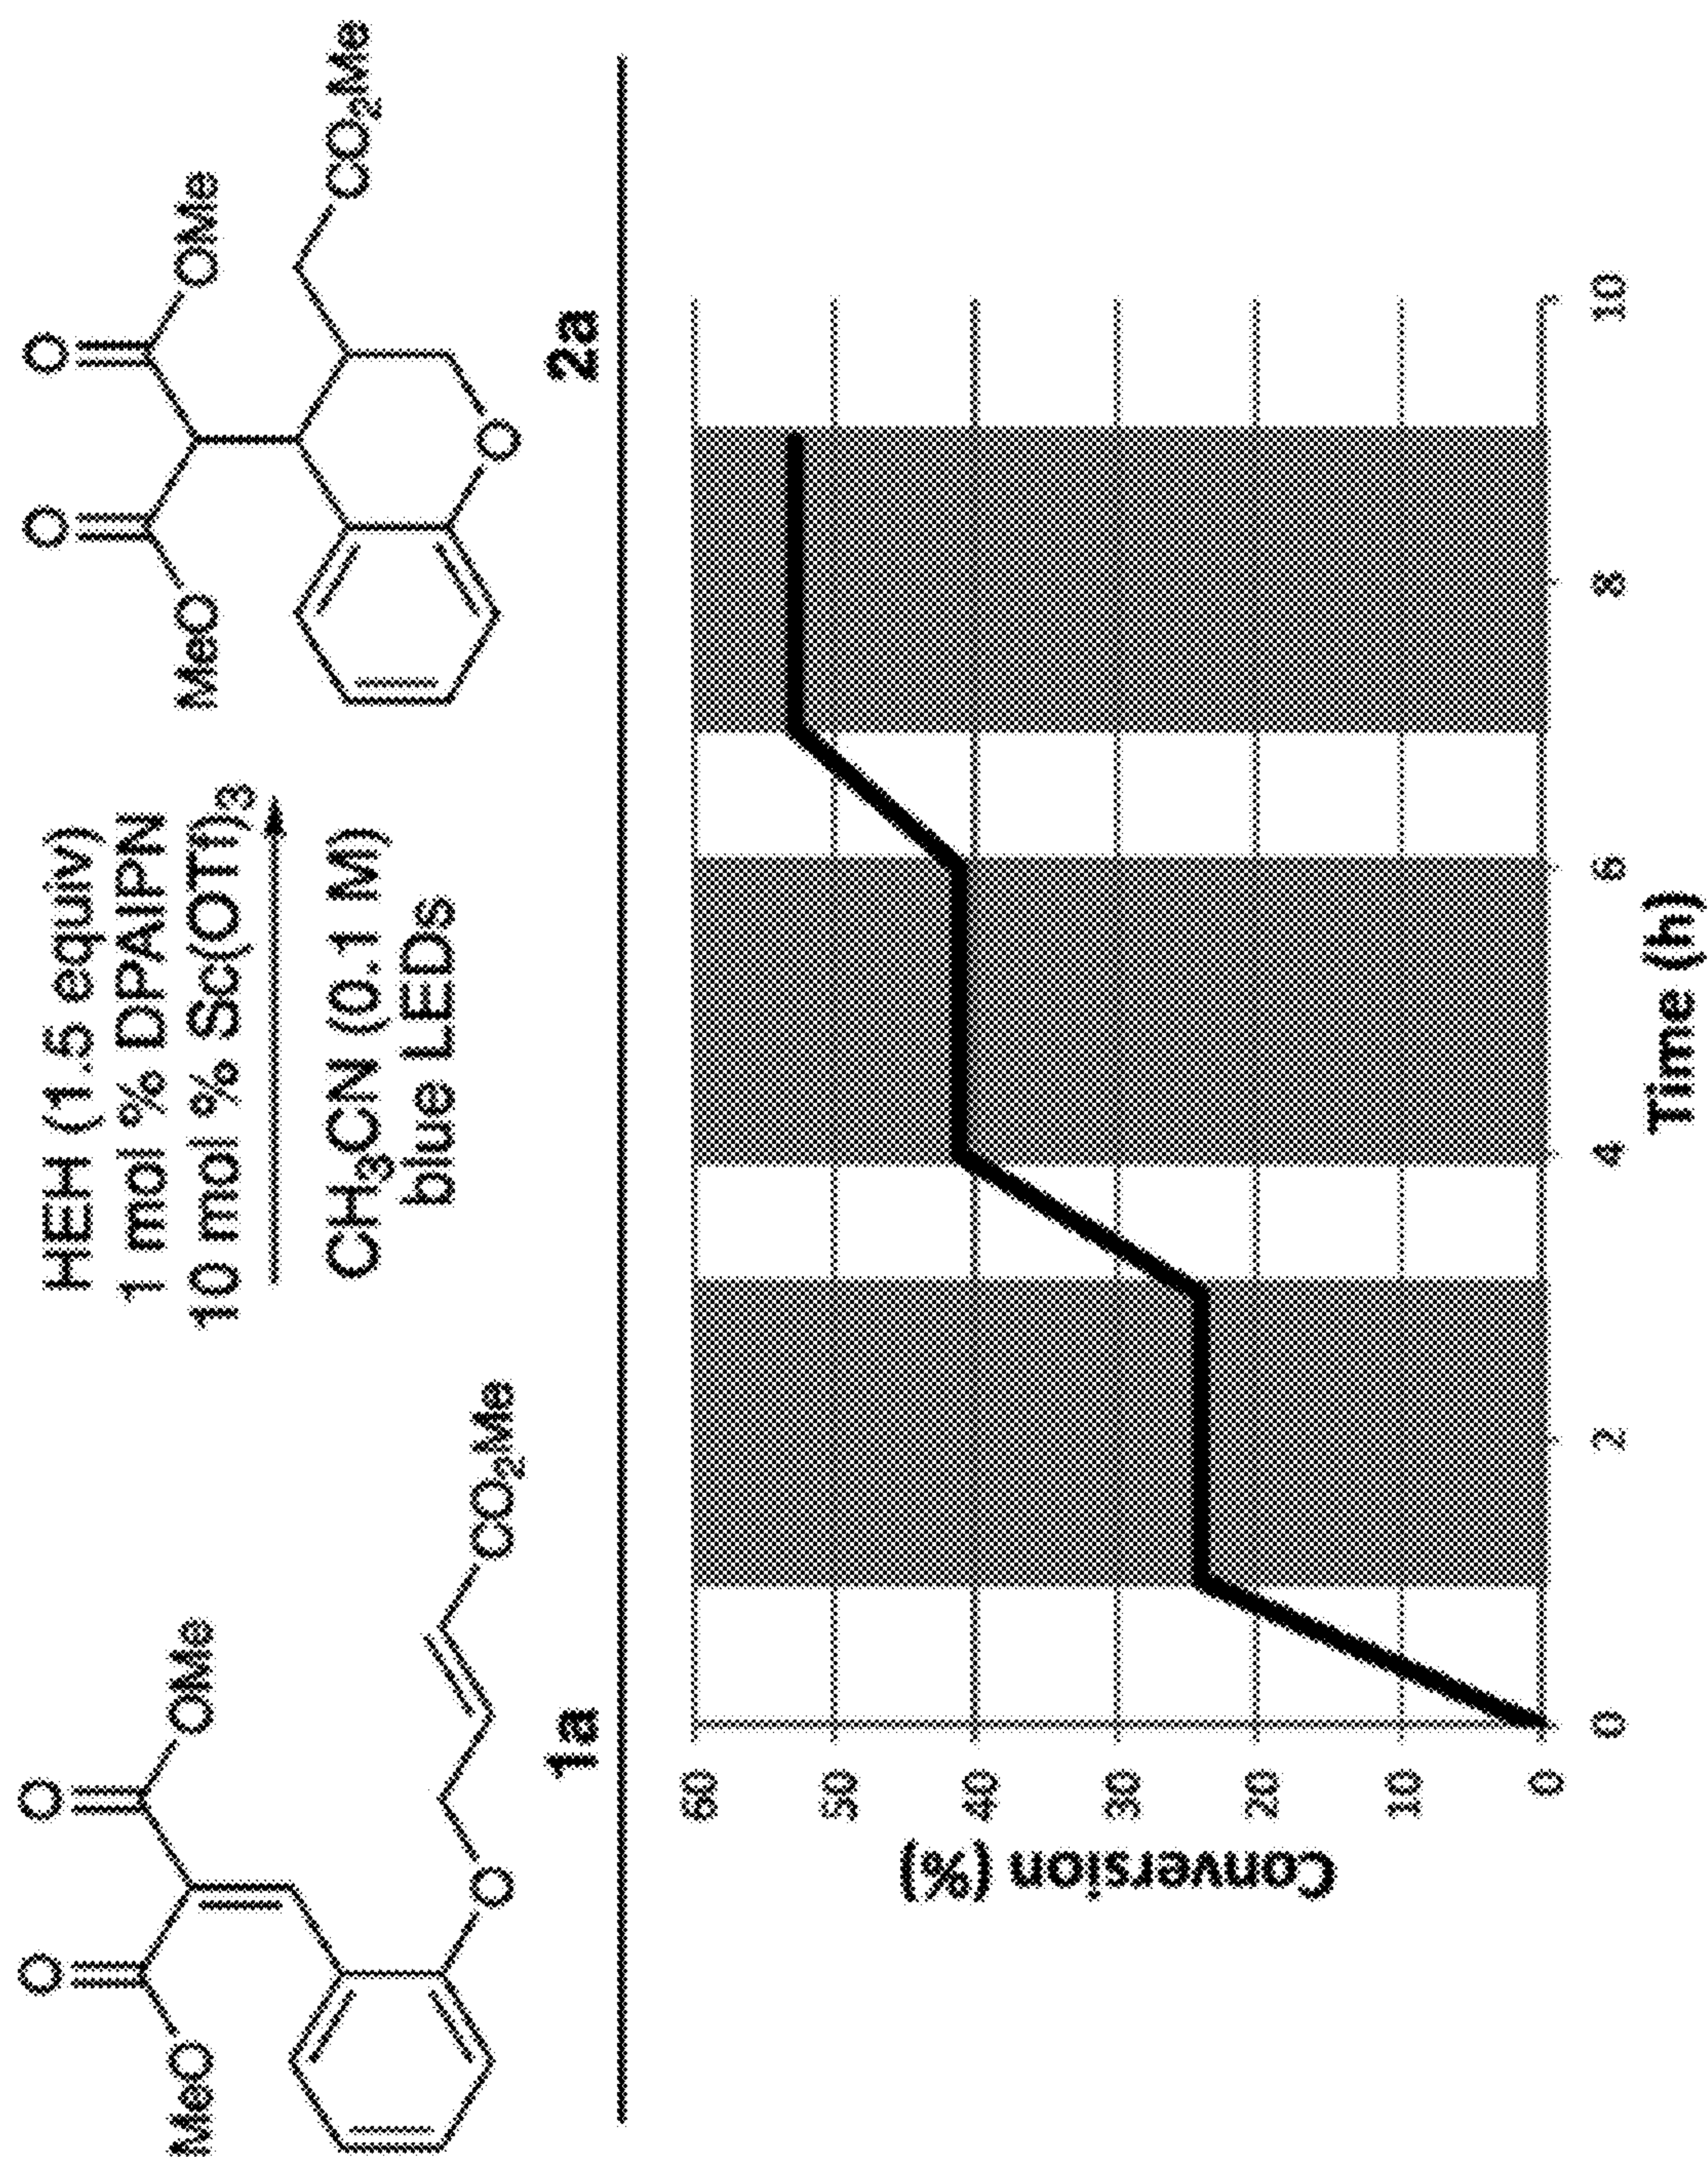 HEH (1.5 equiv)
1 mol % DPAIPN
10 mol % Sc(OTf)3
CH3CN (0.1 M)
blue LEDs
O
O
MeO
OMe
O
CO2Me
1a
O
O
MeO
OMe
O
CO2Me
2a
Conversion (%)
60
50
40
30
20
10
0
0
2
4
6
8
10
Time (h)